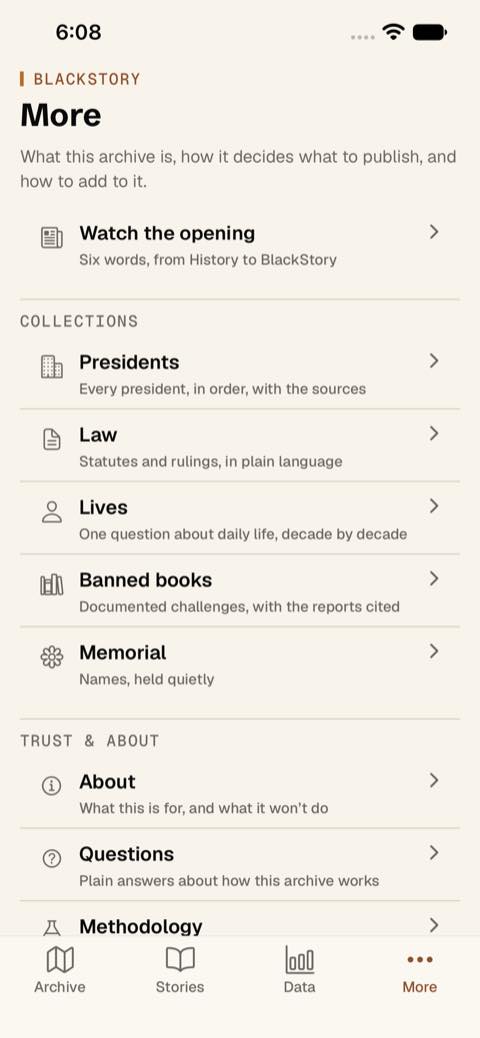 6:08
BLACKSTORY
More
What this archive is, how it decides what to publish, and
how to add to it.
Watch the opening
Six words, from History to BlackStory
COLLECTIONS
Presidents
Every president, in order, with the sources
Law
Statutes and rulings, in plain language
Lives
One question about daily life, decade by decade
Banned books
Documented challenges, with the reports cited
Memorial
Names, held quietly
TRUST & ABOUT
About
What this is for, and what it won't do
Questions
Plain answers about how this archive works
Methodology
Archive
Stories
Data
More